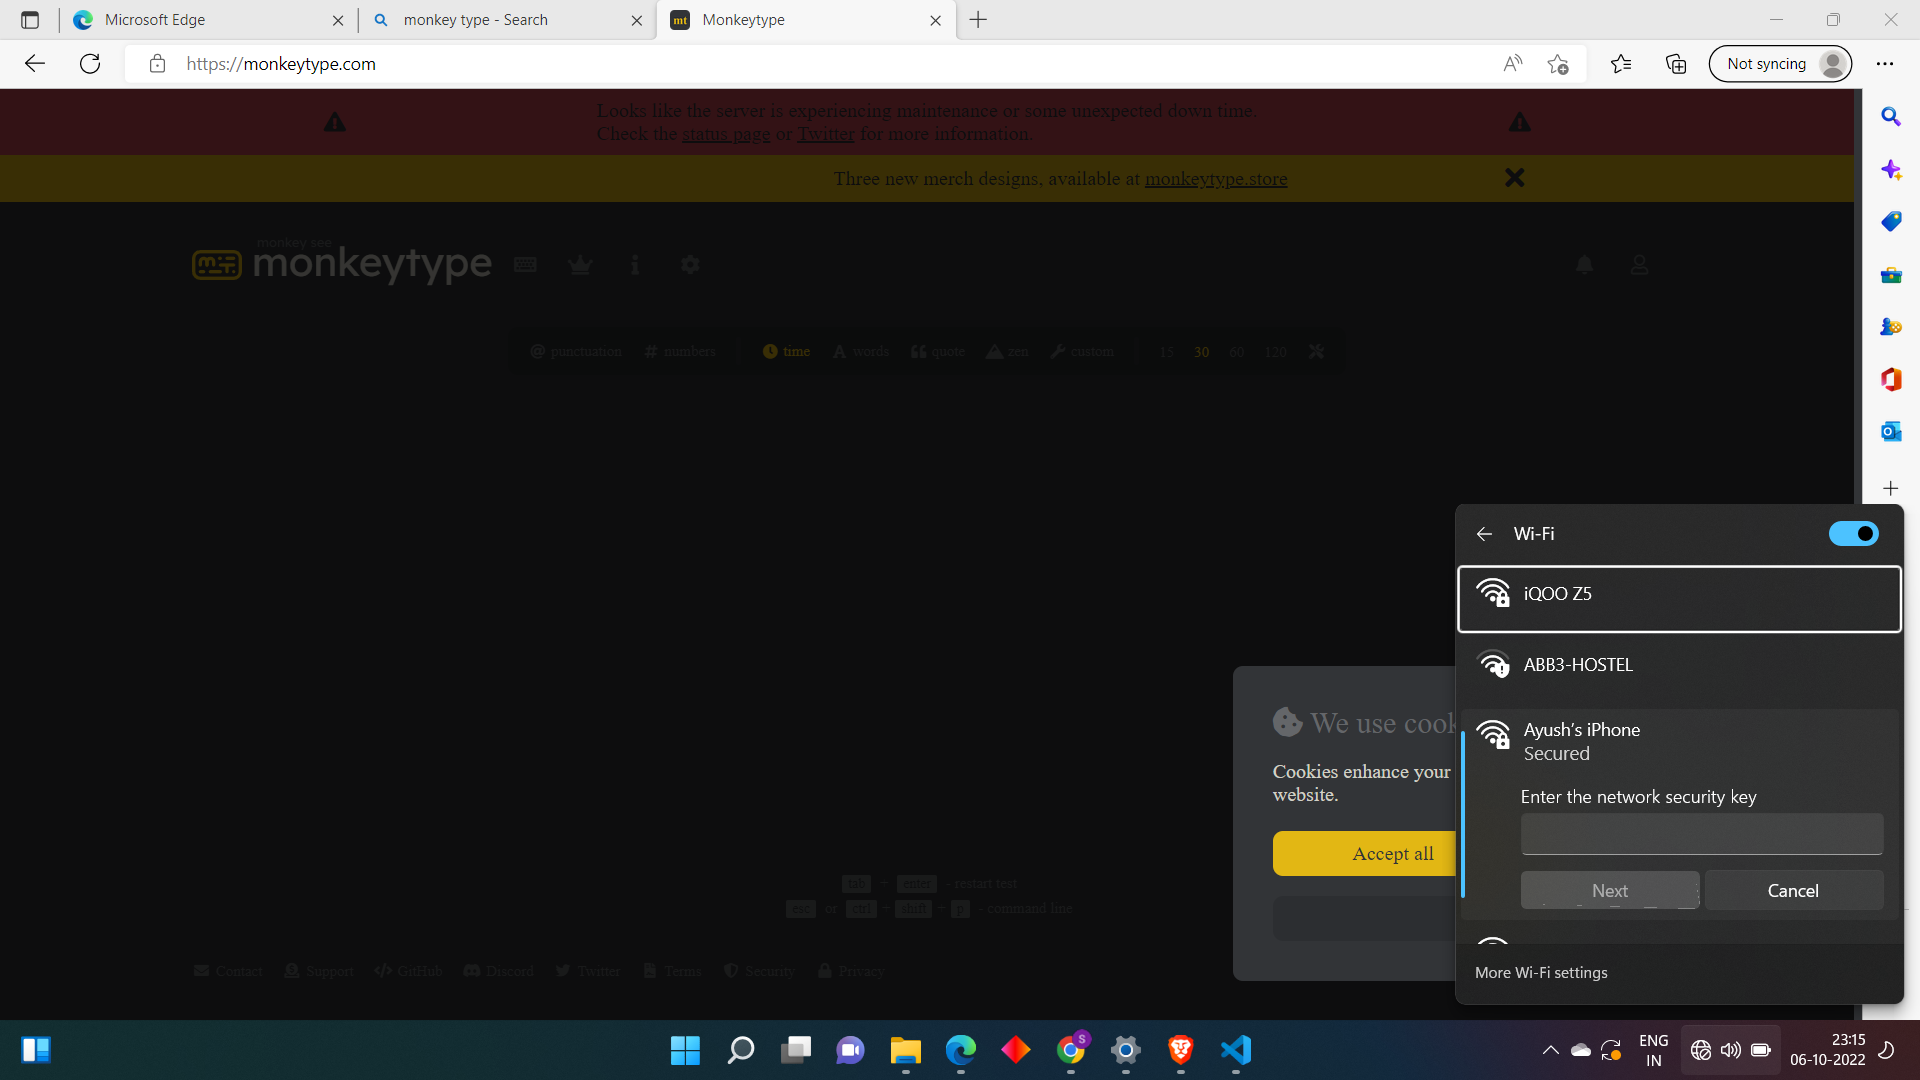 Microsoft Edge
monkey type - Search
Monkeytype
https://monkeytype.com
Not syncing
Looks like the server is experiencing maintenance or some unexpected down time.
Check the status page or Twitter for more information.
Three new merch designs, available at monkeytype.store
monkey see
monkeytype
@ punctuation # numbers time A words quote zen custom 15 30 60 120
Wi-Fi
iQOO Z5
ABB3-HOSTEL
Ayush's iPhone
Secured
Enter the network security key
Next
Cancel
More Wi-Fi settings
We use cook
Cookies enhance your
website.
Accept all
tab + enter - restart test
esc or ctrl + shift + p - command line
Contact Support GitHub Discord Twitter Terms Security Privacy
S
ENG
IN
23:15
06-10-2022